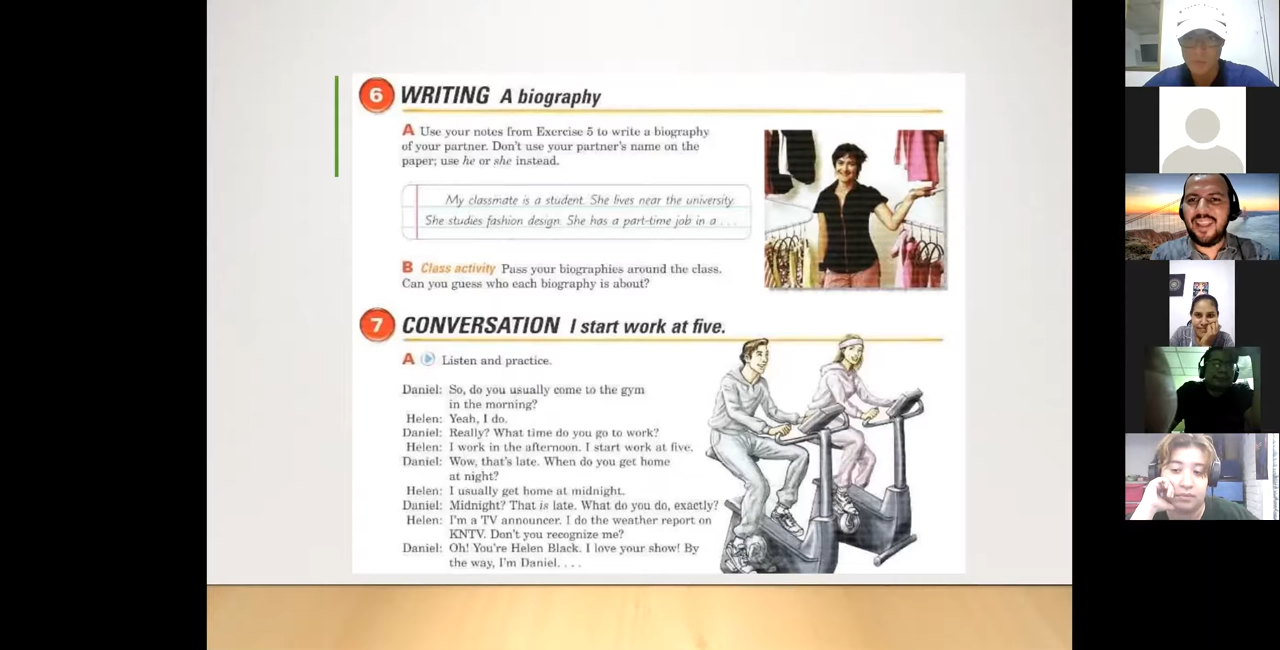 6 WRITING A biography
A Use your notes from Exercise 5 to write a biography
of your partner. Don't use your partner's name on the
paper; use he or she instead.
My classmate is a student. She lives near the university.
She studies fashion design. She has a part-time job in a . . .
B Class activity Pass your biographies around the class.
Can you guess who each biography is about?
7 CONVERSATION I start work at five.
A Listen and practice.
Daniel: So, do you usually come to the gym
in the morning?
Helen: Yeah, I do.
Daniel: Really? What time do you go to work?
Helen: I work in the afternoon. I start work at five.
Daniel: Wow, that's late. When do you get home
at night?
Helen: I usually get home at midnight.
Daniel: Midnight? That is late. What do you do, exactly?
Helen: I'm a TV announcer. I do the weather report on
KNTV. Don't you recognize me?
Daniel: Oh! You're Helen Black. I love your show! By
the way, I'm Daniel. . . .